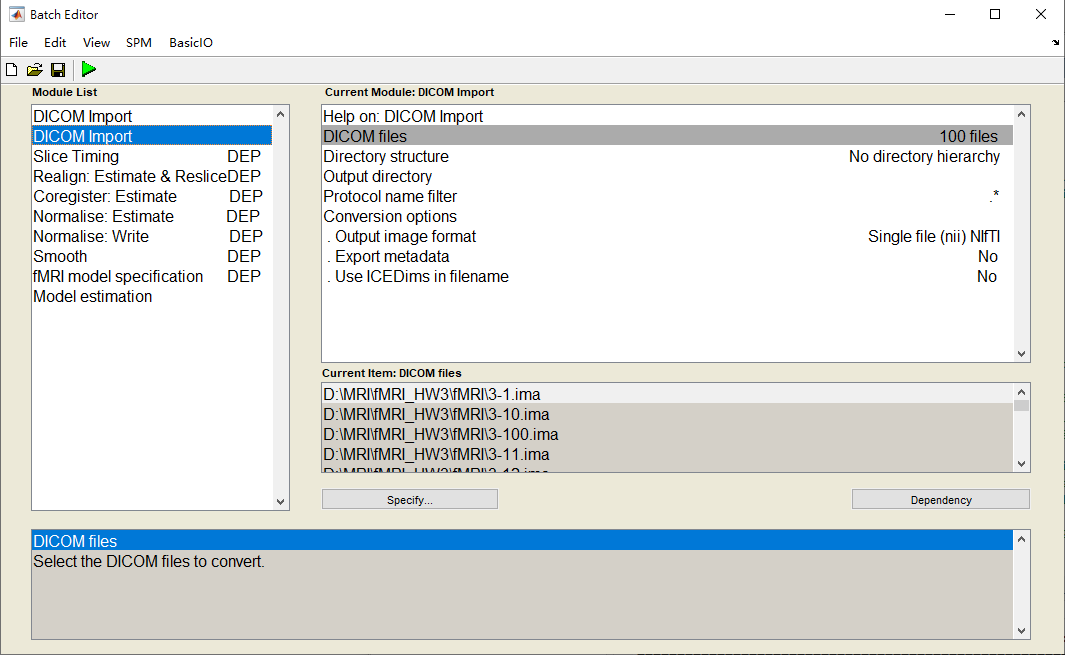 Batch Editor
File Edit View SPM BasicIO
Module List
DICOM Import
DICOM Import
Slice Timing DEP
Realign: Estimate & Reslice DEP
Coregister: Estimate DEP
Normalise: Estimate DEP
Normalise: Write DEP
Smooth DEP
fMRI model specification DEP
Model estimation
Current Module: DICOM Import
Help on: DICOM Import
DICOM files 100 files
Directory structure No directory hierarchy
Output directory
Protocol name filter .*
Conversion options
. Output image format Single file (nii) NIfTI
. Export metadata No
. Use ICEDims in filename No
Current Item: DICOM files
D:\MRI\fMRI_HW3\fMRI\3-1.ima
D:\MRI\fMRI_HW3\fMRI\3-10.ima
D:\MRI\fMRI_HW3\fMRI\3-100.ima
D:\MRI\fMRI_HW3\fMRI\3-11.ima
D:\MRI\fMRI_HW3\fMRI\3-12.ima
Specify... Dependency
DICOM files
Select the DICOM files to convert.